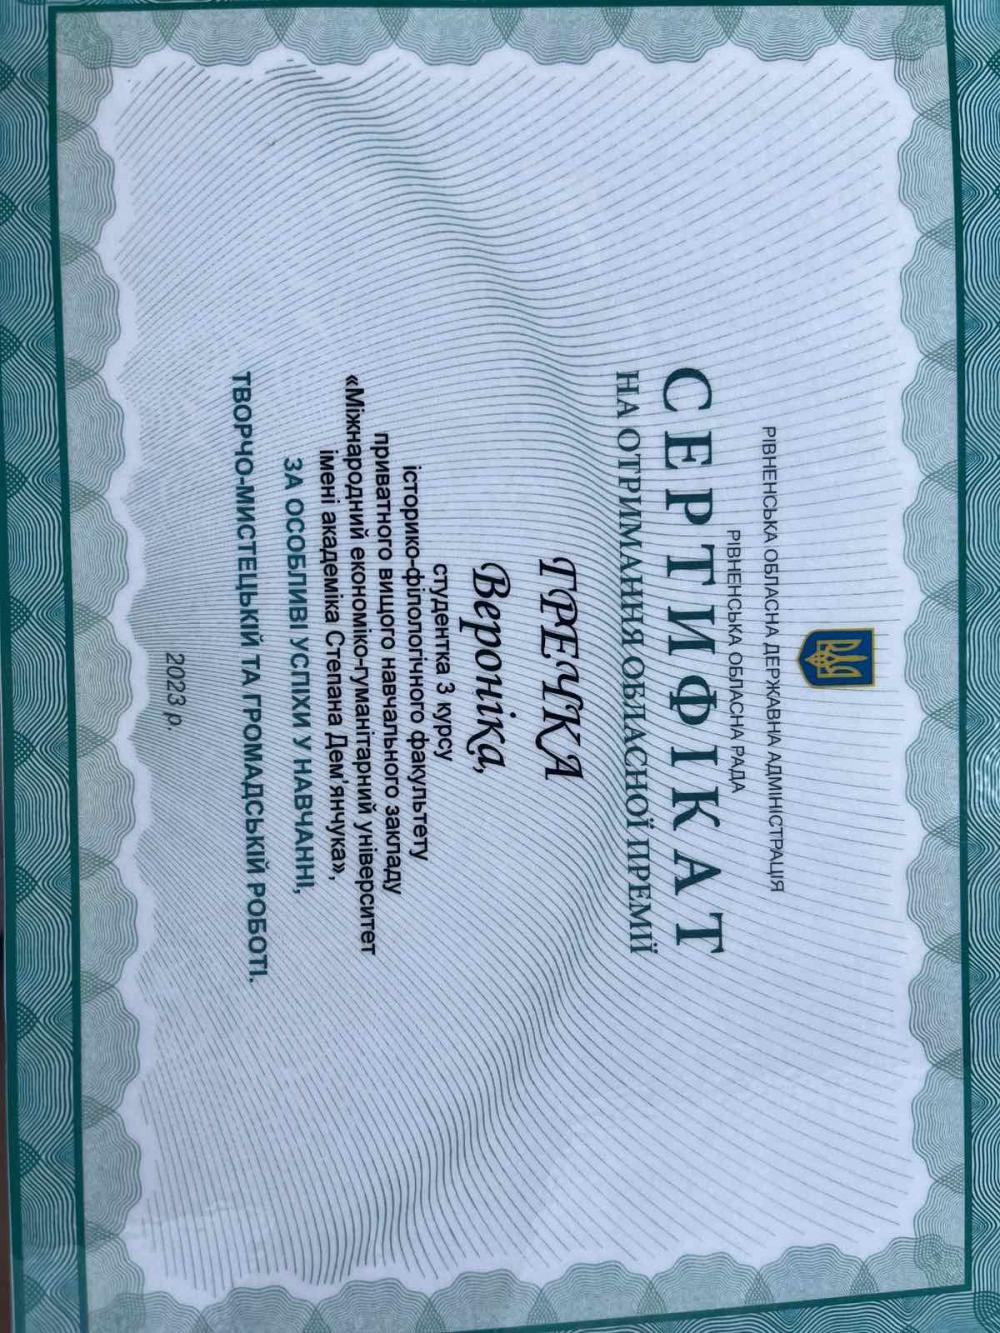 РІВНЕНСЬКА ОБЛАСНА ДЕРЖАВНА АДМІНІСТРАЦІЯ
РІВНЕНСЬКА ОБЛАСНА РАДА
СЕРТИФІКАТ
НА ОТРИМАННЯ ОБЛАСНОЇ ПРЕМІЇ
ГРЕЧКА
Вероніка,
студентка 3 курсу
історико–філологічного факультету
приватного вищого навчального закладу
«Міжнародний економіко-гуманітарний університет
імені академіка Степана Дем'янчука»,
ЗА ОСОБЛИВІ УСПІХИ У НАВЧАННІ,
ТВОРЧО-МИСТЕЦЬКІЙ ТА ГРОМАДСЬКІЙ РОБОТІ.
2023 р.